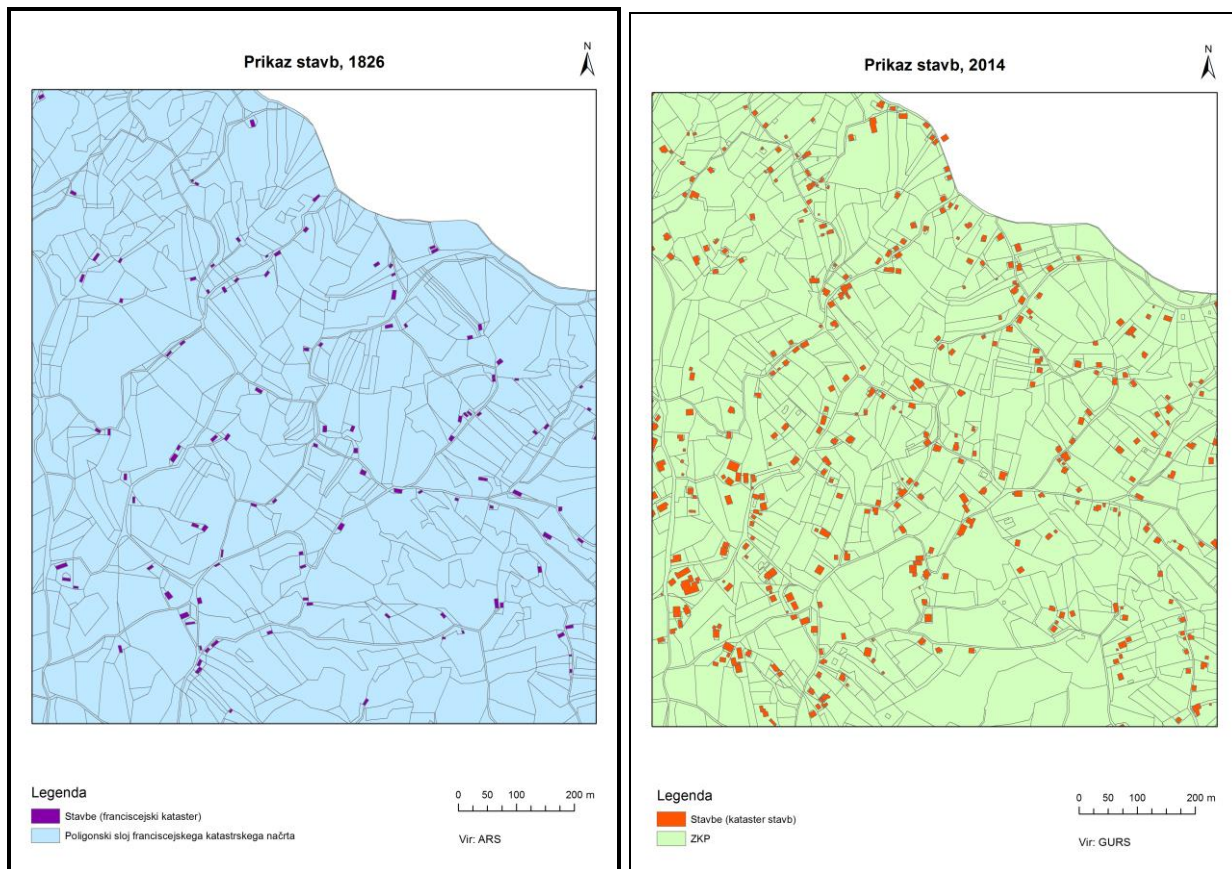 Prikaz stavb, 1826
N
Legenda
Stavbe (franciscejski kataster)
Poligonski sloj franciscejskega katastrskega načrta
0 50 100 200 m
Vir: ARS
Prikaz stavb, 2014
N
Legenda
Stavbe (kataster stavb)
ZKP
0 50 100 200 m
Vir: GURS